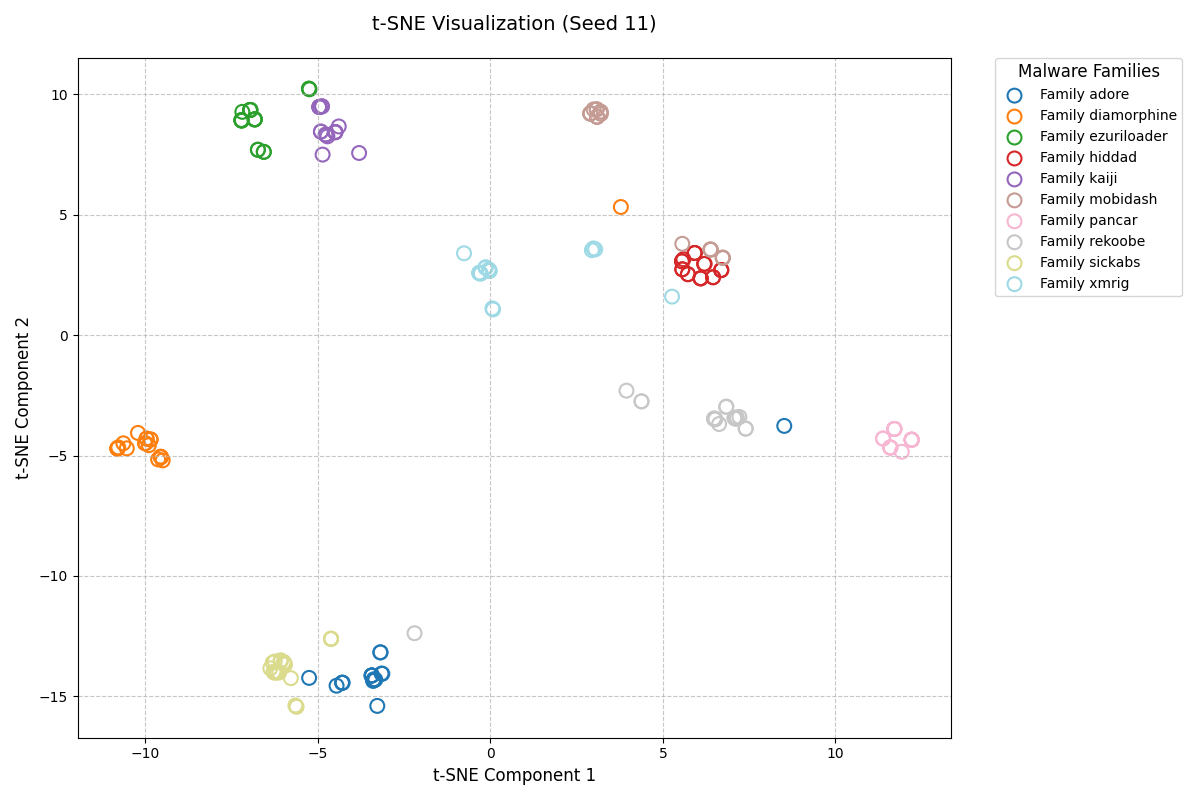 t-SNE Visualization (Seed 11)
Malware Families
Family adore
Family diamorphine
Family ezuriloader
Family hiddad
Family kaiji
Family mobidash
Family pancar
Family rekoobe
Family sickabs
Family xmrig
t-SNE Component 2
10
5
0
−5
−10
−15
−10
−5
0
5
10
t-SNE Component 1